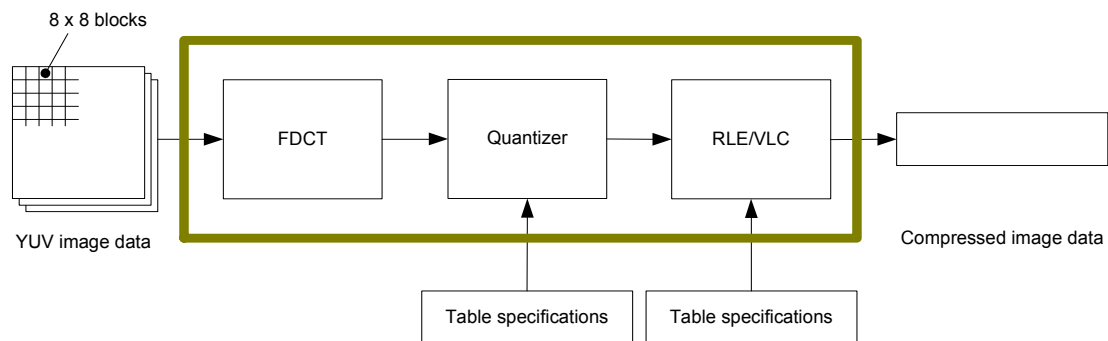 8 x 8 blocks
FDCT
Quantizer
RLE/VLC
YUV image data
Compressed image data
Table specifications
Table specifications